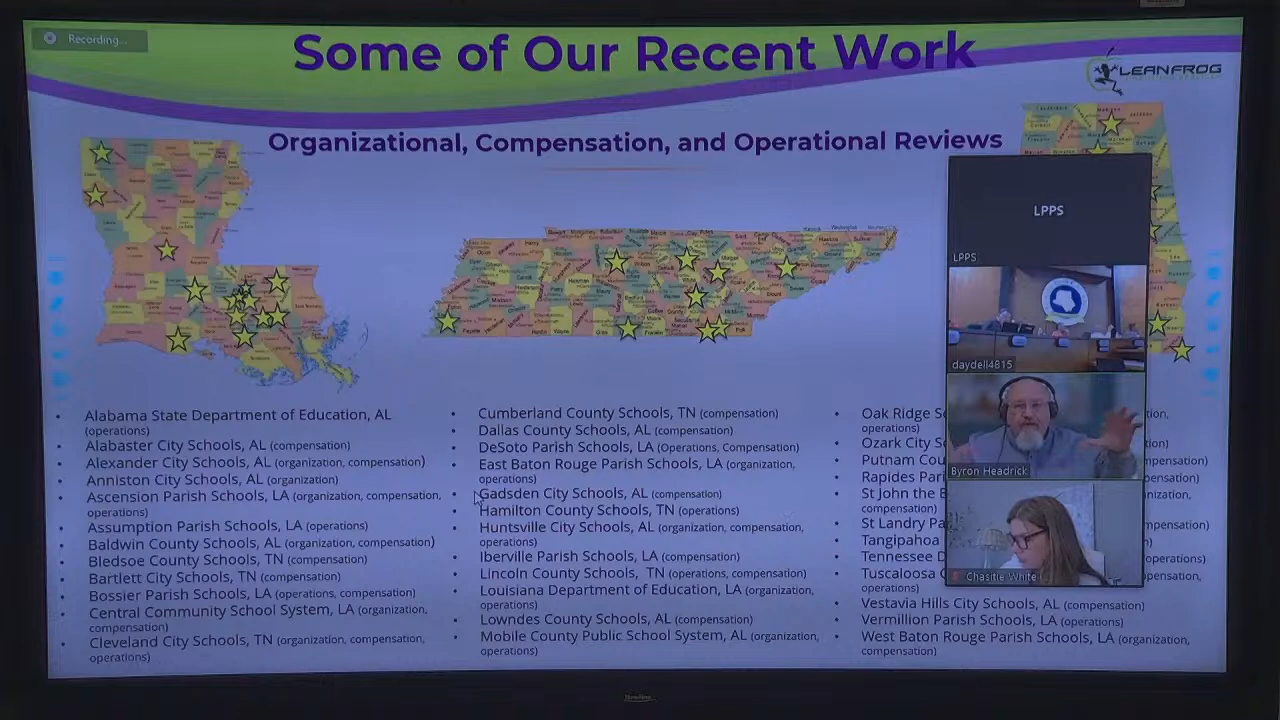 Recording...
Some of Our Recent Work
LEANFROG
Organizational, Compensation, and Operational Reviews
LPPS
LPPS
daydell4815
Byron Headrick
Chasitie White
Alabama State Department of Education, AL
(operations)
Alabaster City Schools, AL (compensation)
Alexander City Schools, AL (organization, compensation)
Anniston City Schools, AL (organization)
Ascension Parish Schools, LA (organization, compensation,
operations)
Assumption Parish Schools, LA (operations)
Baldwin County Schools, AL (organization, compensation)
Bledsoe County Schools, TN (compensation)
Bartlett City Schools, TN (compensation)
Bossier Parish Schools, LA (operations, compensation)
Central Community School System, LA (organization,
compensation)
Cleveland City Schools, TN (organization, compensation,
operations)
Cumberland County Schools, TN (compensation)
Dallas County Schools, AL (compensation)
DeSoto Parish Schools, LA (Operations, Compensation)
East Baton Rouge Parish Schools, LA (organization,
operations)
Gadsden City Schools, AL (compensation)
Hamilton County Schools, TN (operations)
Huntsville City Schools, AL (organization, compensation,
operations)
Iberville Parish Schools, LA (compensation)
Lincoln County Schools, TN (operations, compensation)
Louisiana Department of Education, LA (organization,
operations)
Lowndes County Schools, AL (compensation)
Mobile County Public School System, AL (organization,
operations)
Oak Ridge
operations)
Ozark City
Putnam
Rapides
St John the
compensation)
St Landry
Tangipahoa
Tennessee
operations)
Tuscaloosa
operations)
Vestavia Hills City Schools, AL (compensation)
Vermillion Parish Schools, LA (operations)
West Baton Rouge Parish Schools, LA (organization,
compensation)